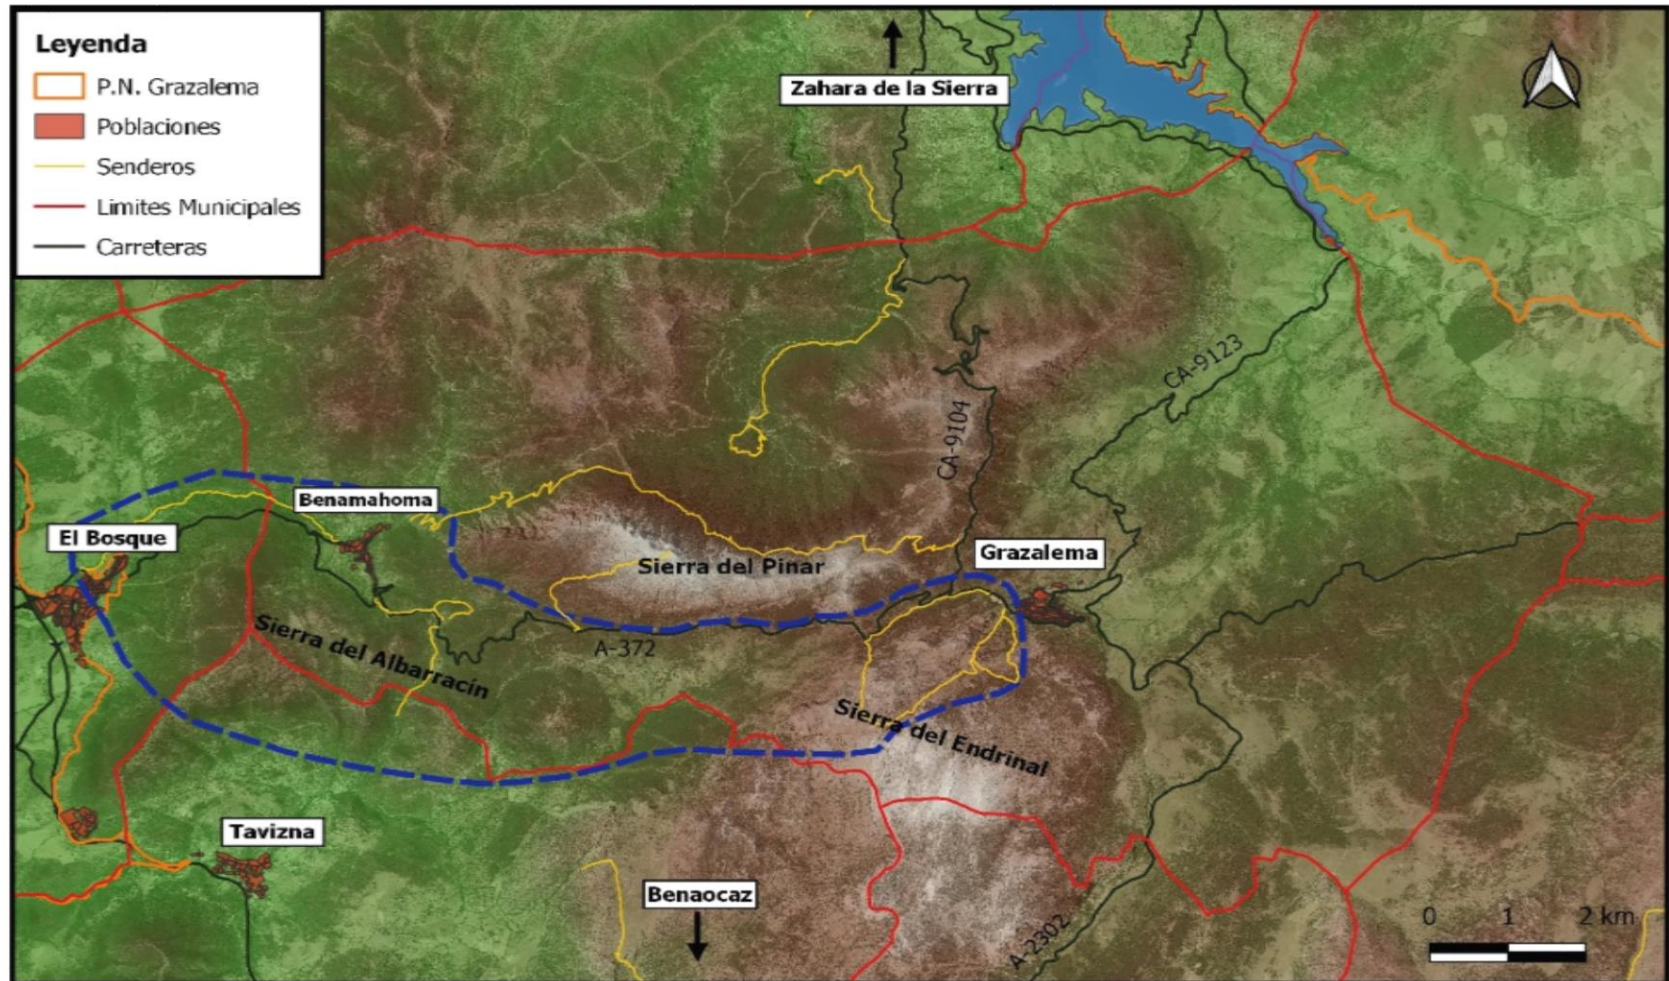 Leyenda
P.N. Grazalema
Poblaciones
Senderos
Limites Municipales
Carreteras
Zahara de la Sierra
CA-9123
CA-9104
Benamahoma
El Bosque
Grazalema
Sierra del Pinar
Sierra del Albarracín
A-372
Sierra del Endrinal
Tavizna
Benaocaz
A-2302
0 1 2 km